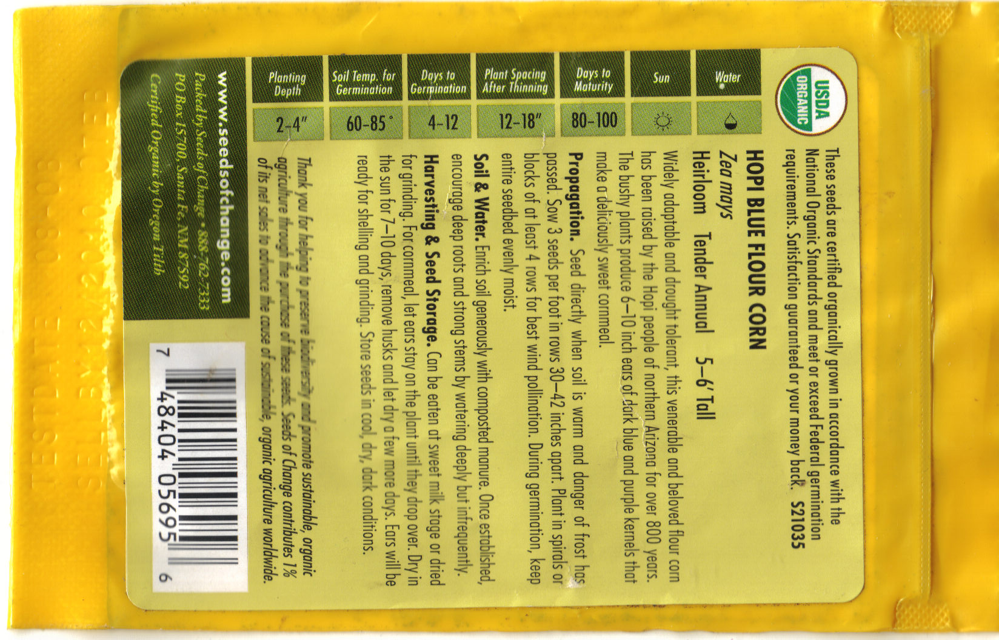 USDA
ORGANIC
These seeds are certified organically grown in accordance with the
National Organic Standards and meet or exceed Federal germination
requirements. Satisfaction guaranteed or your money back. S21035
HOPI BLUE FLOUR CORN
Zea mays
Heirloom Tender Annual 5–6' Tall
Widely adaptable and drought tolerant, this venerable and beloved flour corn
has been raised by the Hopi people of northern Arizona for over 800 years.
The bushy plants produce 6–10 inch ears of dark blue and purple kernels that
make a deliciously sweet cornmeal.
Propagation. Seed directly when soil is warm and danger of frost has
passed. Sow 3 seeds per foot in rows 30–42 inches apart. Plant in spirals or
blocks of at least 4 rows for best wind pollination. During germination, keep
entire seedbed evenly moist.
Soil & Water. Enrich soil generously with composted manure. Once established,
encourage deep roots and strong stems by watering deeply but infrequently.
Harvesting & Seed Storage. Can be eaten at sweet milk stage or dried
for grinding. For cornmeal, let ears stay on the plant until they drop over. Dry in
the sun for 7–10 days, remove husks and let dry a few more days. Ears will be
ready for shelling and grinding. Store seeds in cool, dry, dark conditions.
Thank you for helping to preserve biodiversity and promote sustainable, organic
agriculture through the purchase of these seeds. Seeds of Change contributes 1%
of its net sales to advance the cause of sustainable, organic agriculture worldwide.
Water
Sun
Days to
Maturity
80–100
Plant Spacing
After Thinning
12–18"
Days to
Germination
4–12
Soil Temp. for
Germination
60–85°
Planting
Depth
2–4"
www.seedsofchange.com
Packed by Seeds of Change • 888-762-7333
PO Box 15700, Santa Fe, NM 87592
Certified Organic by Oregon Tilth
7 48404 05695 6
SELL BY 12/20
TESTDATE 08-08